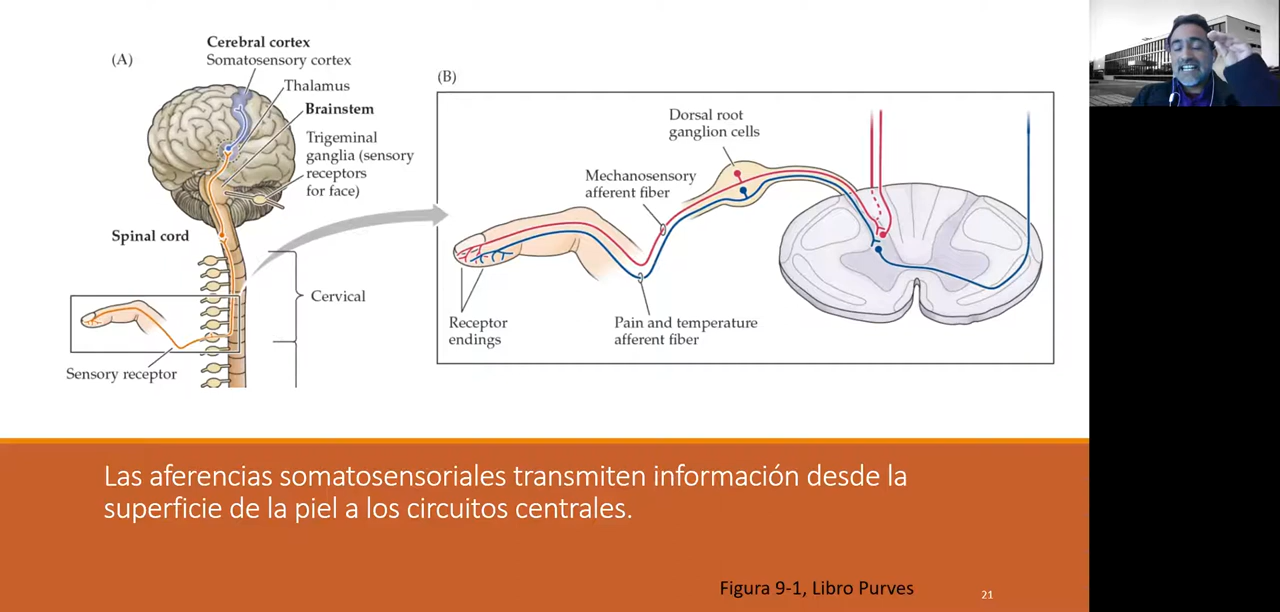 (A)
Cerebral cortex
Somatosensory cortex
Thalamus
Brainstem
Trigeminal
ganglia (sensory
receptors
for face)
Spinal cord
Cervical
Sensory receptor
(B)
Dorsal root
ganglion cells
Mechanosensory
afferent fiber
Receptor
endings
Pain and temperature
afferent fiber
Las aferencias somatosensoriales transmiten información desde la
superficie de la piel a los circuitos centrales.
Figura 9-1, Libro Purves
21